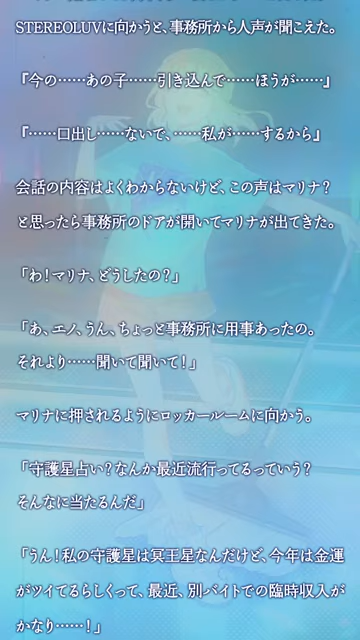 STEREOLUVに向かうと、事務所から人声が聞こえた。
『今の……あの子……引き込んで……ほうが……』
『……口出し……ないで、……私が……するから』
会話の内容はよくわからないけど、この声はマリナ？
と思ったら事務所のドアが開いてマリナが出てきた。
「わ！マリナ、どうしたの？」
「あ、エノ、うん、ちょっと事務所に用事あったの。
それより……聞いて聞いて！」
マリナに押されるようにロッカールームに向かう。
「守護星占い？なんか最近流行ってるっていう？
そんなに当たるんだ」
「うん！私の守護星は冥王星なんだけど、今年は金運
がツイてるらしくって、最近、別バイトでの臨時収入が
かなり……！」